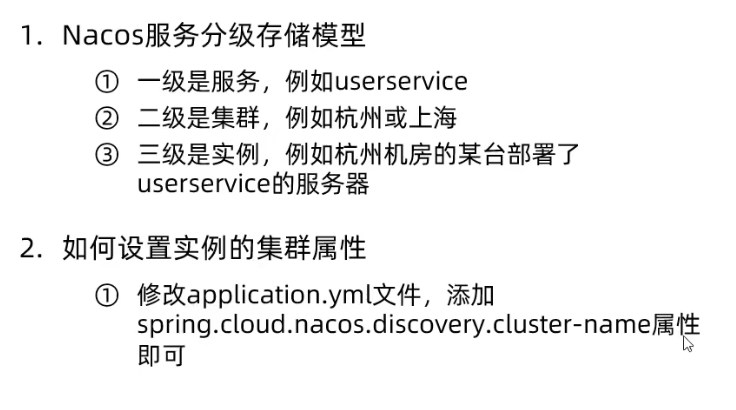 1. Nacos服务分级存储模型
① 一级是服务，例如userservice
② 二级是集群，例如杭州或上海
③ 三级是实例，例如杭州机房的某台部署了
userservice的服务器
2. 如何设置实例的集群属性
① 修改application.yml文件，添加
spring.cloud.nacos.discovery.cluster-name属性
即可